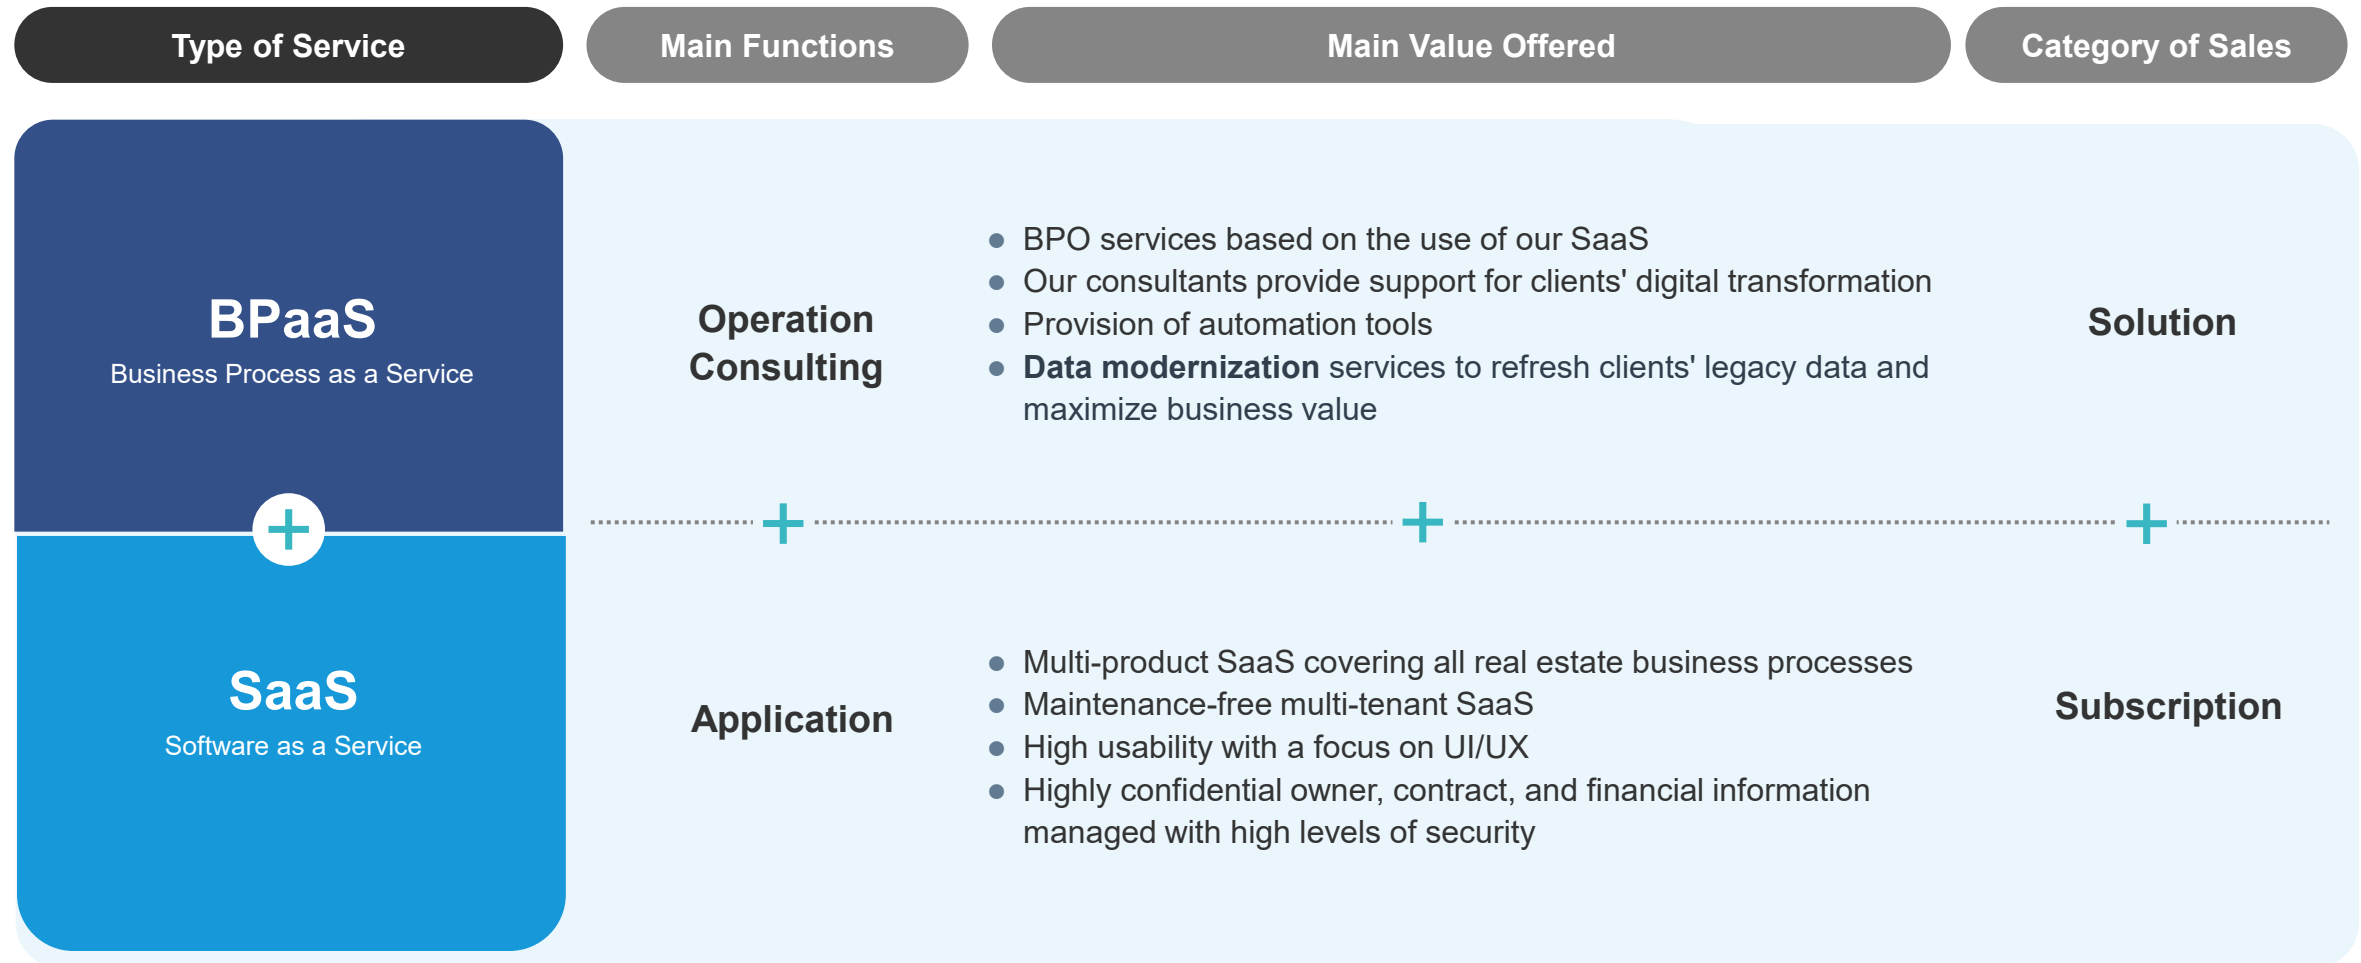 Type of Service
Main Functions
Main Value Offered
Category of Sales
BPaaS
Business Process as a Service
Operation
Consulting
BPO services based on the use of our SaaS
Our consultants provide support for clients' digital transformation
Provision of automation tools
Data modernization services to refresh clients' legacy data and
maximize business value
Solution
SaaS
Software as a Service
Application
Multi-product SaaS covering all real estate business processes
Maintenance-free multi-tenant SaaS
High usability with a focus on UI/UX
Highly confidential owner, contract, and financial information
managed with high levels of security
Subscription